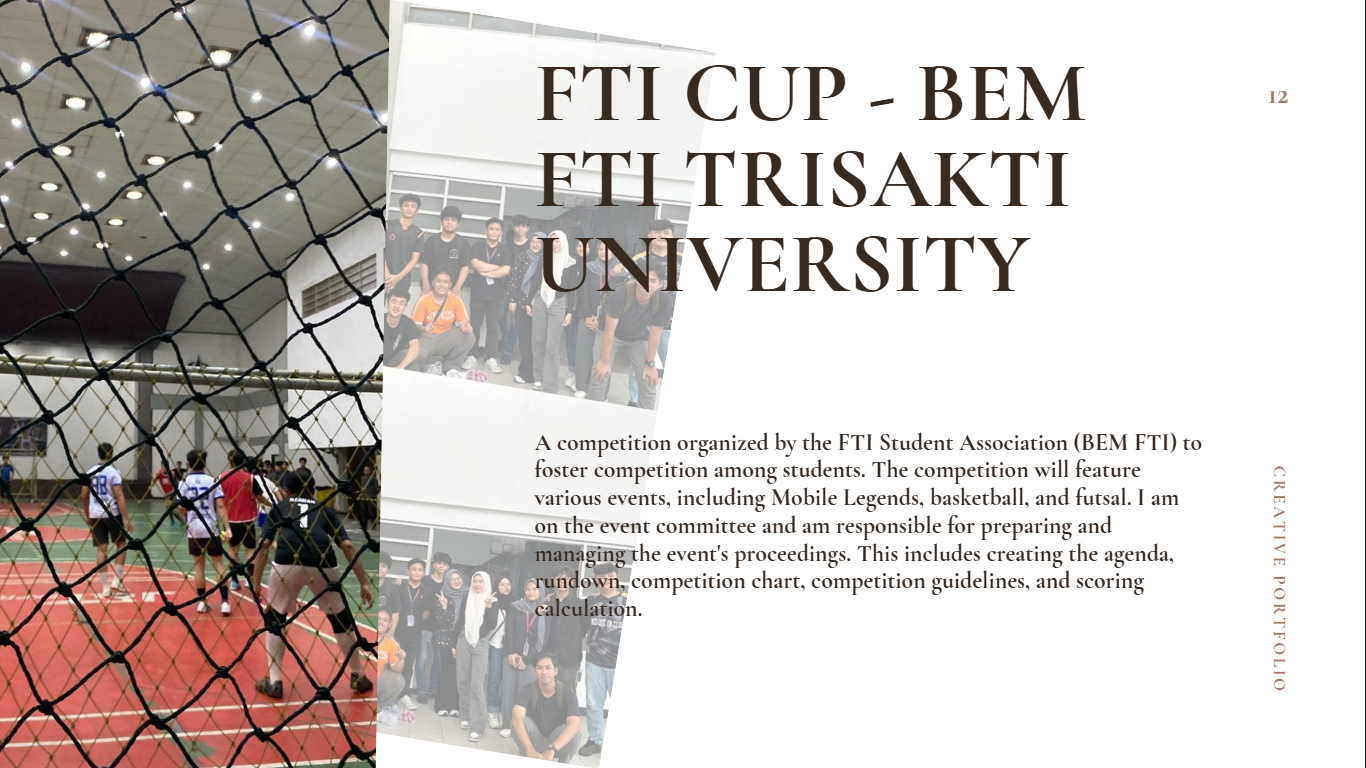 FTI CUP - BEM
FTI TRISAKTI
UNIVERSITY
12
A competition organized by the FTI Student Association (BEM FTI) to
foster competition among students. The competition will feature
various events, including Mobile Legends, basketball, and futsal. I am
on the event committee and am responsible for preparing and
managing the event's proceedings. This includes creating the agenda,
rundown, competition chart, competition guidelines, and scoring
calculation.
CREATIVE PORTFOLIO
1